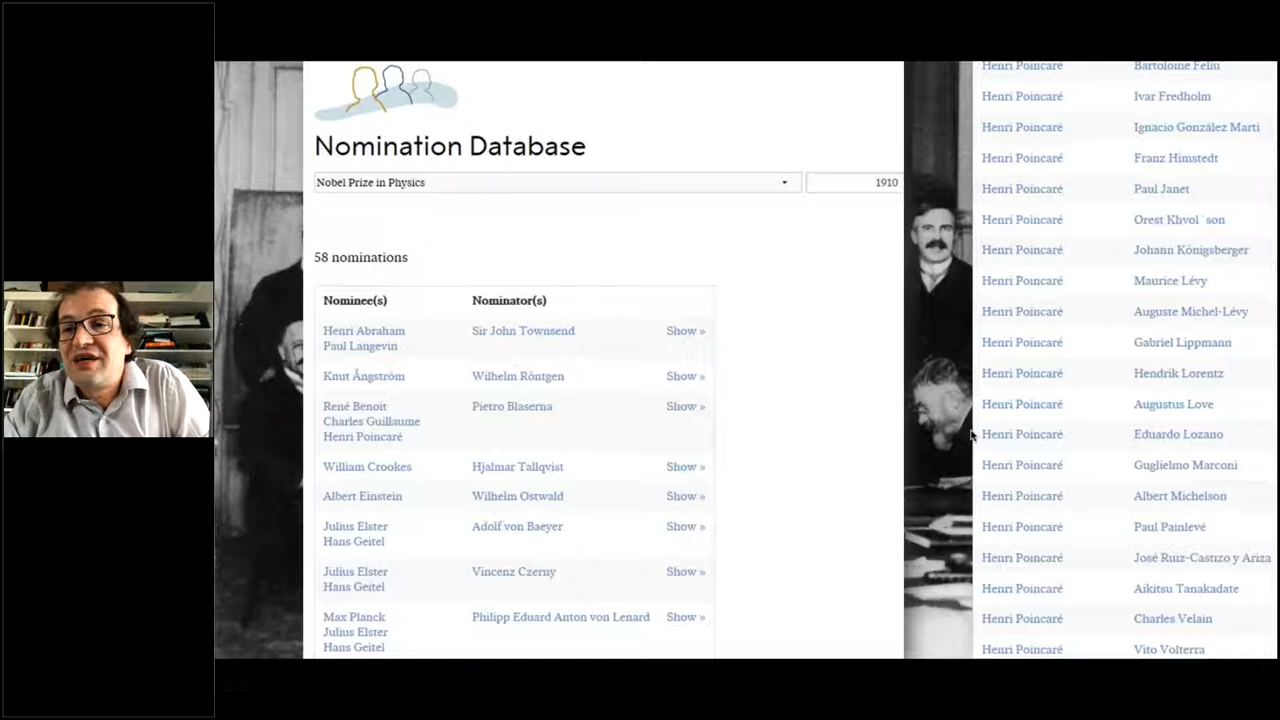 Nomination Database
Nobel Prize in Physics 1910
58 nominations
Nominee(s) Nominator(s)
Henri Abraham Sir John Townsend Show »
Paul Langevin
Knut Ångström Wilhelm Röntgen Show »
René Benoit Pietro Blaserna Show »
Charles Guillaume
Henri Poincaré
William Crookes Hjalmar Tallqvist Show »
Albert Einstein Wilhelm Ostwald Show »
Julius Elster Adolf von Baeyer Show »
Hans Geitel
Julius Elster Vincenz Czerny Show »
Hans Geitel
Max Planck Philipp Eduard Anton von Lenard Show »
Julius Elster
Hans Geitel
Henri Poincaré Bartolome Feliu
Henri Poincaré Ivar Fredholm
Henri Poincaré Ignacio González Marti
Henri Poincaré Franz Himstedt
Henri Poincaré Paul Janet
Henri Poincaré Orest Khvol´son
Henri Poincaré Johann Königsberger
Henri Poincaré Maurice Lévy
Henri Poincaré Auguste Michel-Lévy
Henri Poincaré Gabriel Lippmann
Henri Poincaré Hendrik Lorentz
Henri Poincaré Augustus Love
Henri Poincaré Eduardo Lozano
Henri Poincaré Guglielmo Marconi
Henri Poincaré Albert Michelson
Henri Poincaré Paul Painlevé
Henri Poincaré José Ruiz-Castizo y Ariza
Henri Poincaré Aikitsu Tanakadate
Henri Poincaré Charles Velain
Henri Poincaré Vito Volterra